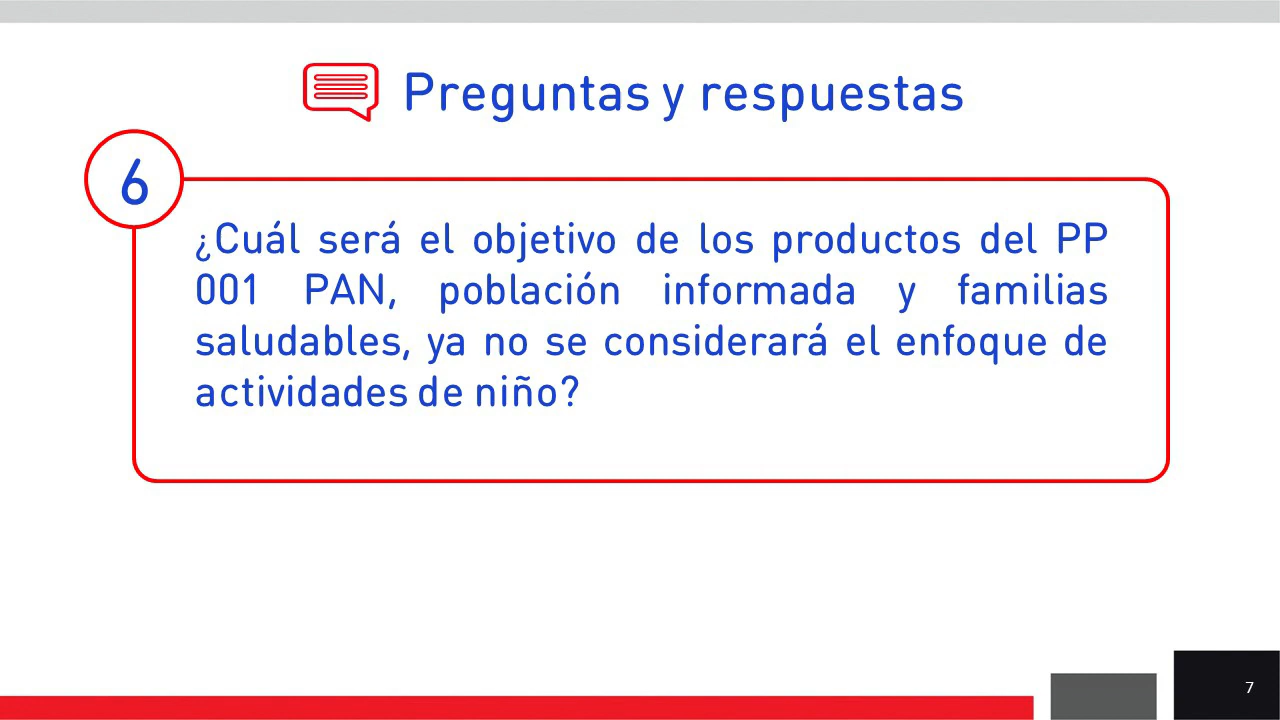 Preguntas y respuestas
6
¿Cuál será el objetivo de los productos del PP
001 PAN, población informada y familias
saludables, ya no se considerará el enfoque de
actividades de niño?
7